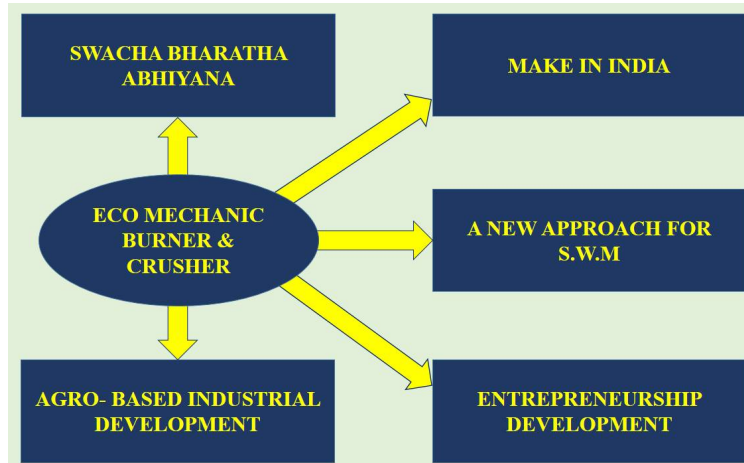 SWACHA BHARATHA
ABHIYANA
MAKE IN INDIA
ECO MECHANIC
BURNER &
CRUSHER
A NEW APPROACH FOR
S.W.M
AGRO- BASED INDUSTRIAL
DEVELOPMENT
ENTREPRENEURSHIP
DEVELOPMENT